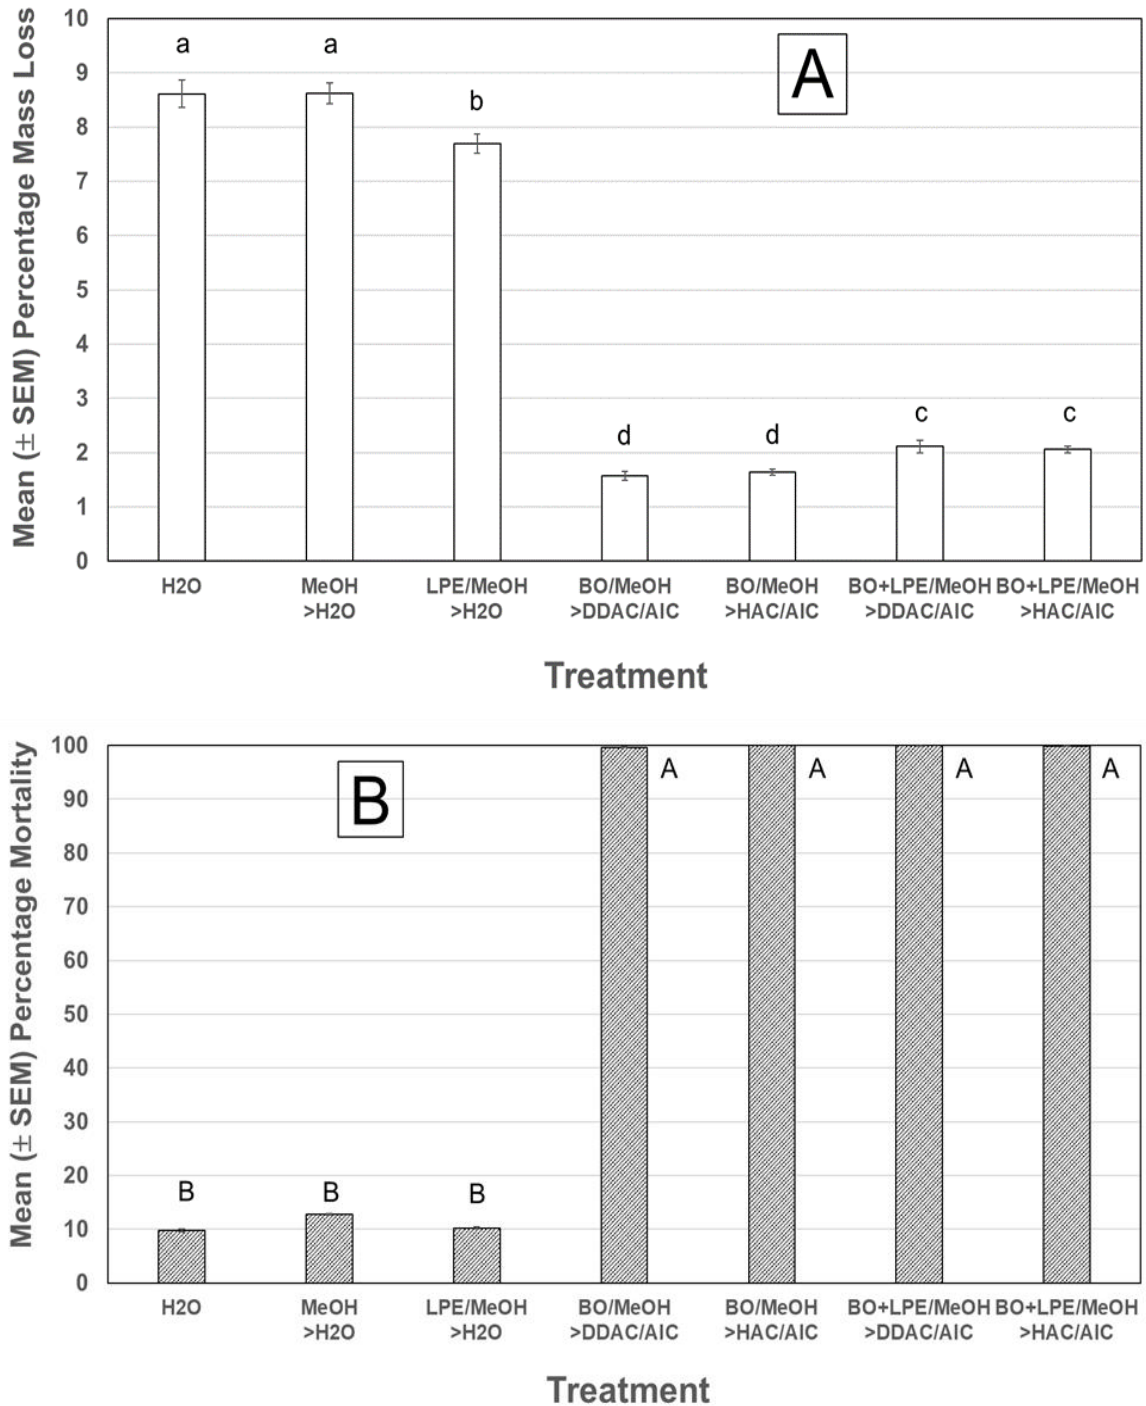 Mean (± SEM) Percentage Mass Loss
10
9
8
7
6
5
4
3
2
1
0
a
a
b
d
d
c
c
A
H2O
MeOH
>H2O
LPE/MeOH
>H2O
BO/MeOH
>DDAC/AIC
BO/MeOH
>HAC/AIC
BO+LPE/MeOH
>DDAC/AIC
BO+LPE/MeOH
>HAC/AIC
Treatment
Mean (± SEM) Percentage Mortality
100
90
80
70
60
50
40
30
20
10
0
B
B
B
B
A
A
A
A
H2O
MeOH
>H2O
LPE/MeOH
>H2O
BO/MeOH
>DDAC/AIC
BO/MeOH
>HAC/AIC
BO+LPE/MeOH
>DDAC/AIC
BO+LPE/MeOH
>HAC/AIC
Treatment